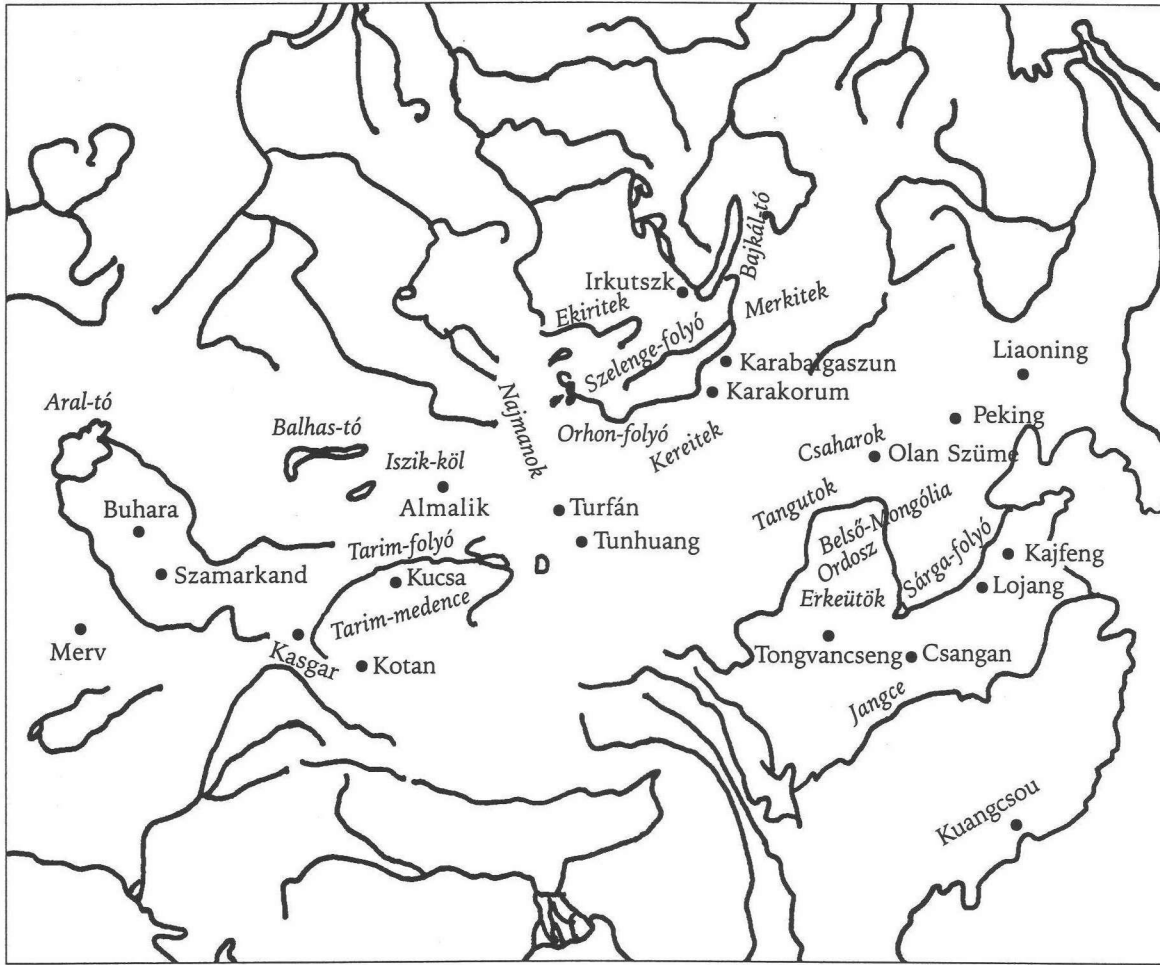 Bajkál-tó
Irkutszk
Ekiritek
Merkitek
Szelenge-folyó
Karabalgaszun
Liaoning
Karakorum
Najmanok
Aral-tó
Balhas-tó
Orhon-folyó
Kereitek
Peking
Csaharok
Olan Szüme
Iszik-köl
Almalik
Buhara
Turfán
Tangutok
Belső-Mongólia
Ordosz
Tarim-folyó
Tunhuang
Sárga-folyó
Kajfeng
Szamarkand
Kucsa
Lojang
Erkeütök
Tarim-medence
Merv
Kasgar
Kotan
Tongvancseng
Csangan
Jangce
Kuangcsou